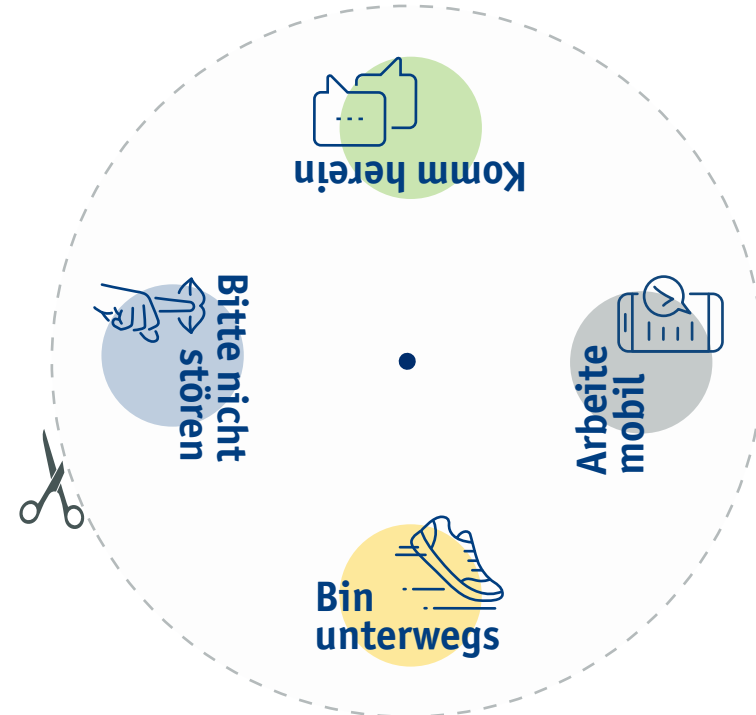 Komm herein
Bitte nicht
stören
Arbeite
mobil
Bin
unterwegs